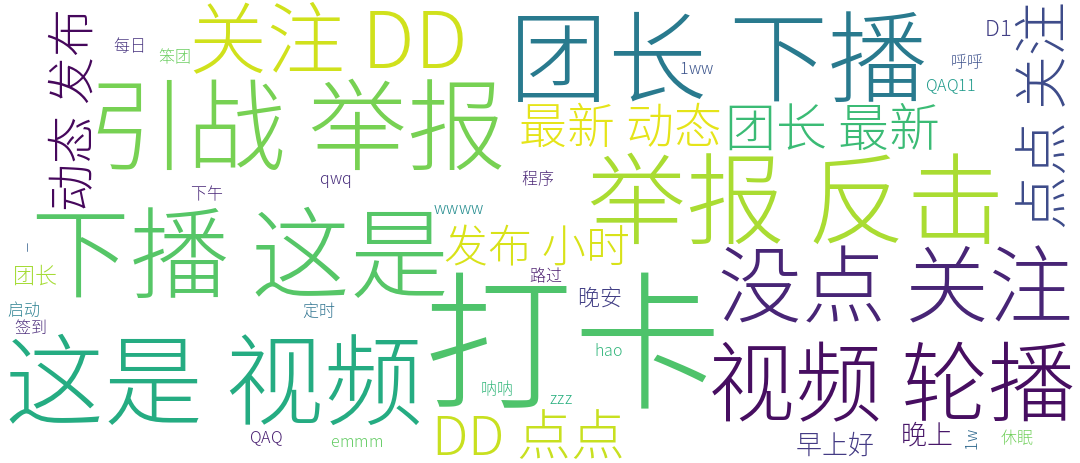 动态 发布
每日
笨团
关注 DD
团长 下播
1ww
D1
呼呼
QAQ11
点点 关注
引战 举报
最新 动态
团长 最新
下午
qwq
程序
举报 反击
下播 这是
wwww
发布 小时
路过
晚安
没点 关注
_
团长
启动
签到
定时
打卡
这是 视频
呐呐
zzz
hao
视频 轮播
QAQ
emmm
DD 点点
早上好
晚上
1w
休眠